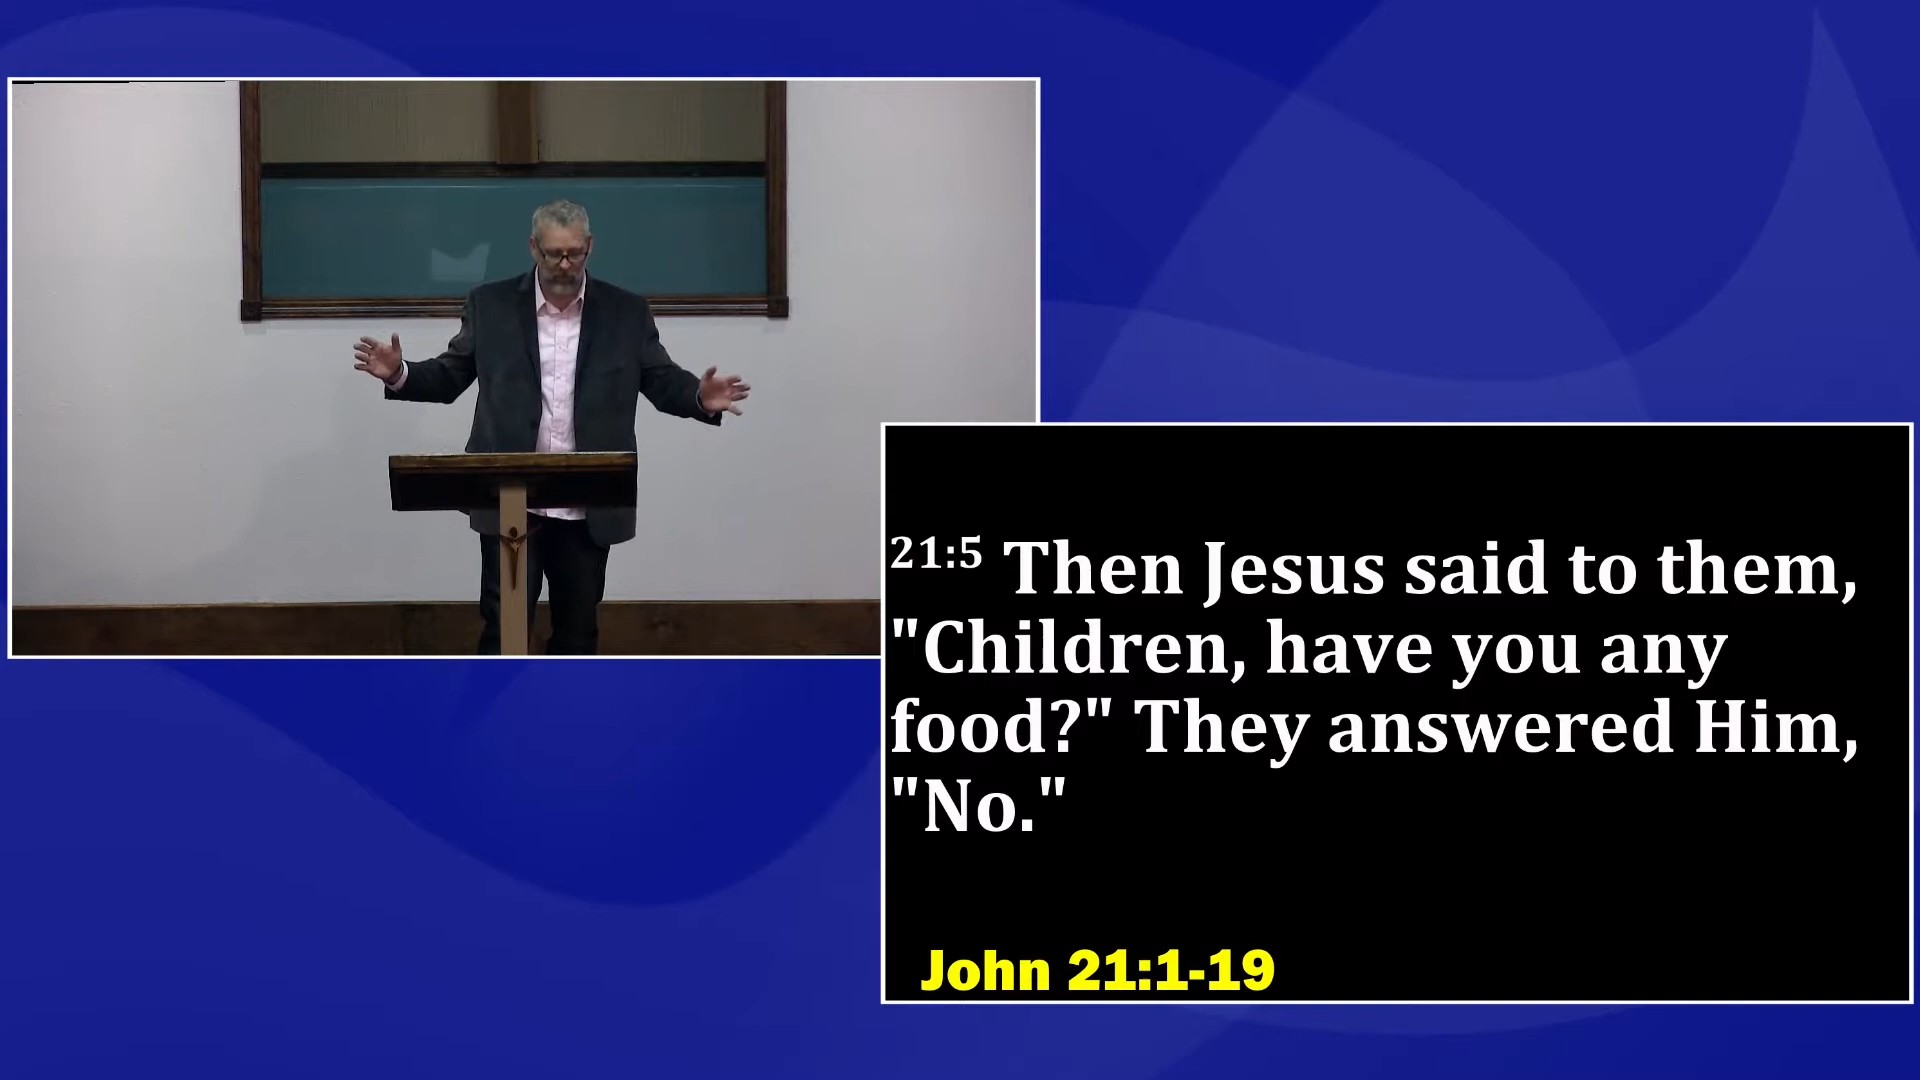 21:5 Then Jesus said to them,
"Children, have you any
food?" They answered Him,
"No."
John 21:1-19